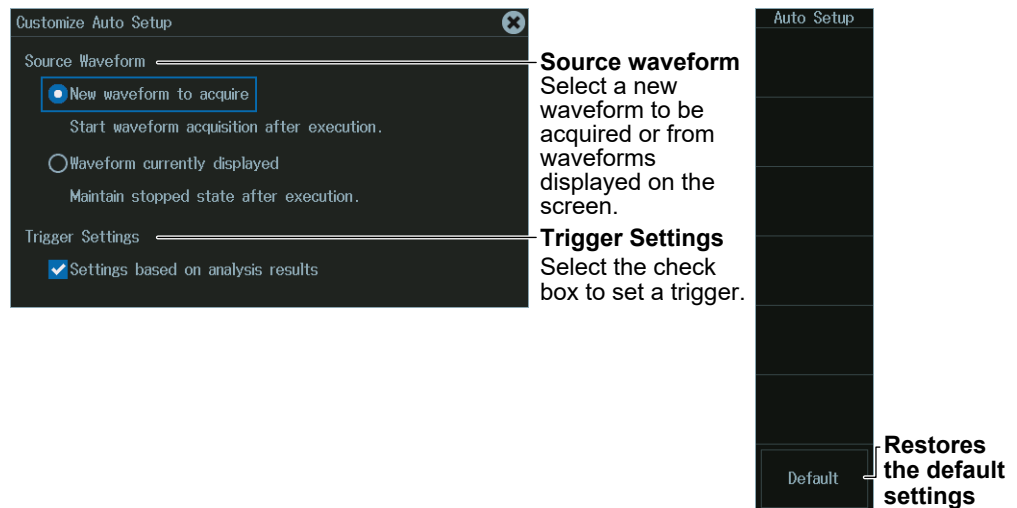 Customize Auto Setup
Source Waveform
New waveform to acquire
Start waveform acquisition after execution.
Waveform currently displayed
Maintain stopped state after execution.
Trigger Settings
Settings based on analysis results
Source waveform
Select a new
waveform to be
acquired or from
waveforms
displayed on the
screen.
Trigger Settings
Select the check
box to set a trigger.
Auto Setup
Default
Restores
the default
settings